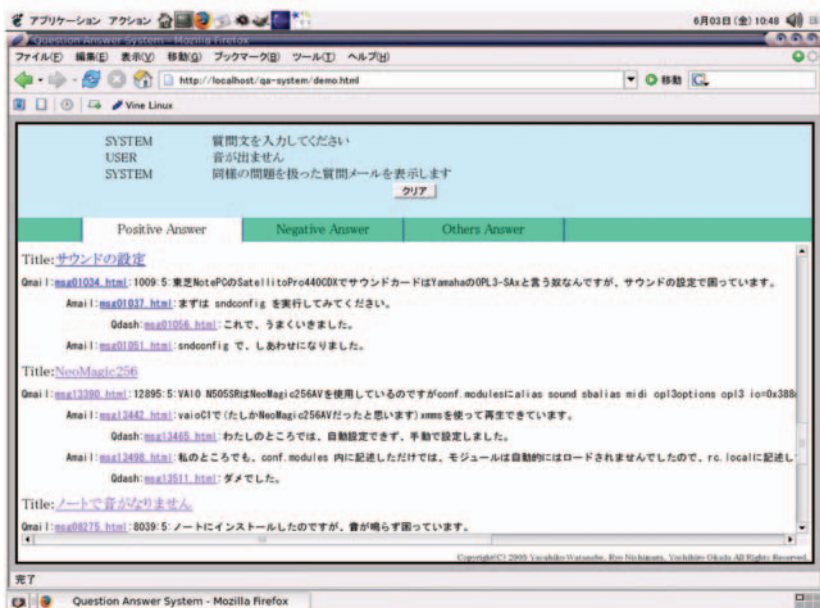 アプリケーション アクション
6月03日(金) 10:48
Question Answer System - Mozilla Firefox
ファイル(F) 編集(E) 表示(V) 移動(G) ブックマーク(B) ツール(T) ヘルプ(H)
http://localhost/qa-system/demo.html 移動
Vine Linux
SYSTEM 質問文を入力してください
USER 音が出ません
SYSTEM 同様の問題を扱った質問メールを表示します
クリア
Positive Answer Negative Answer Others Answer
Title:サウンドの設定
Qmail:msg01034.html:1009:5:東芝NotePCのSatellitoPro440CDXでサウンドカードはYamahaのOPL3-SAxと言う奴なんですが、サウンドの設定で困っています。
Amail:msg01037.html:まずは sndconfig を実行してみてください。
Qdash:msg01056.html:これで、うまくいきました。
Amail:msg01051.html:sndconfig で、しあわせになりました。
Title:NeoMagic256
Qmail:msg13390.html:12895:5:VAIO N505SRはNeoMagic256AVを使用しているのですがconf.modulesにalias sound sbalias midi opl3options opl3 io=0x388
Amail:msg13442.html:vaioC1で(たしかNeoMagic256AVだったと思います)xmmsを使って再生できています。
Qdash:msg13465.html:わたしのところでは、自動設定できず、手動で設定しました。
Amail:msg13498.html:私のところでも、conf.modules 内に記述しただけでは、モジュールは自動的にはロードされませんでしたので、rc.localに記述し
Qdash:msg13511.html:ダメでした。
Title:ノートで音がなりません
Qmail:msg08275.html:8039:5:ノートにインストールしたのですが、音が鳴らず困っています。
Copyright(C) 2005 Yasuhiko Watanabe, Ryo Nishimura, Yoshihiro Okada All Rights Reserved.
完了
Question Answer System - Mozilla Firefox